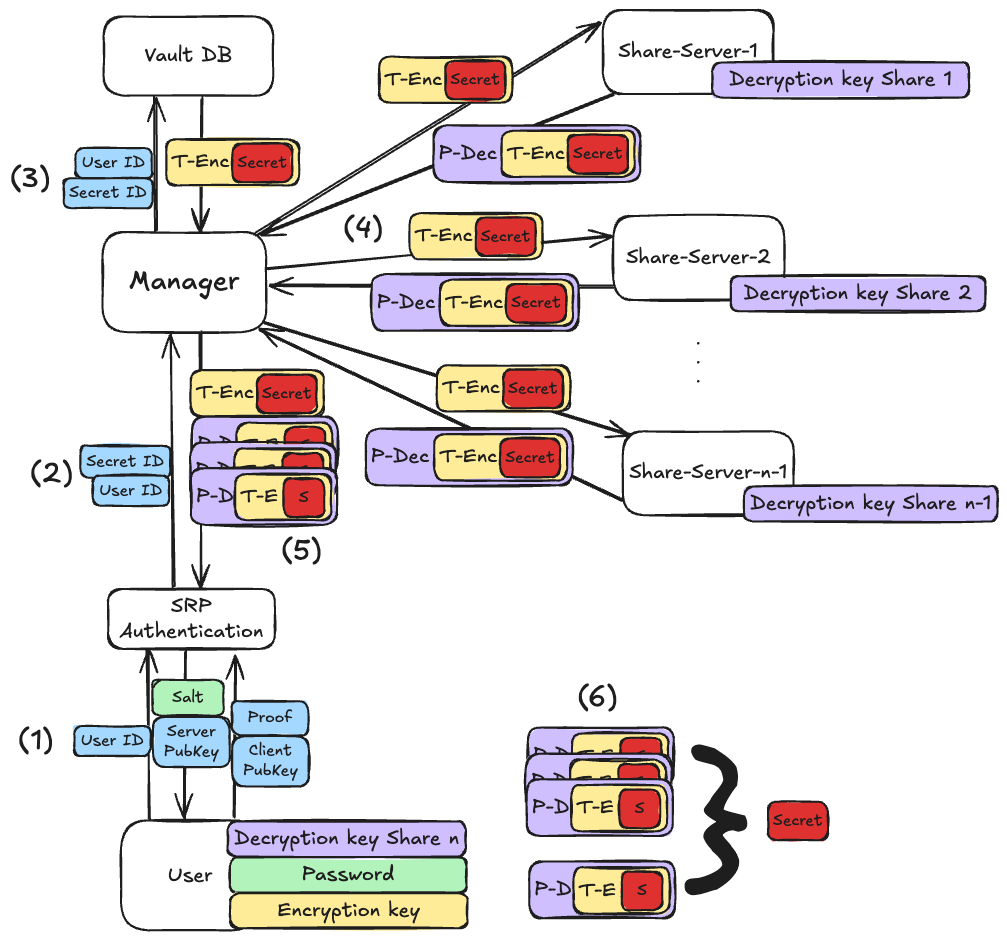 Vault DB
Share-Server-1
Decryption key Share 1
T-Enc Secret
P-Dec T-Enc Secret
(3)
User ID
Secret ID
T-Enc Secret
(4)
T-Enc Secret
Share-Server-2
Decryption key Share 2
Manager
P-Dec T-Enc Secret
.
.
.
T-Enc Secret
T-Enc Secret
P-Dec T-Enc Secret
Share-Server-n-1
Decryption key Share n-1
(2)
Secret ID
User ID
P-D T-E S
(5)
SRP
Authentication
(1)
User ID
Salt
Server
PubKey
Proof
Client
PubKey
User
Decryption key Share n
Password
Encryption key
(6)
P-D T-E S
Secret
P-D T-E S